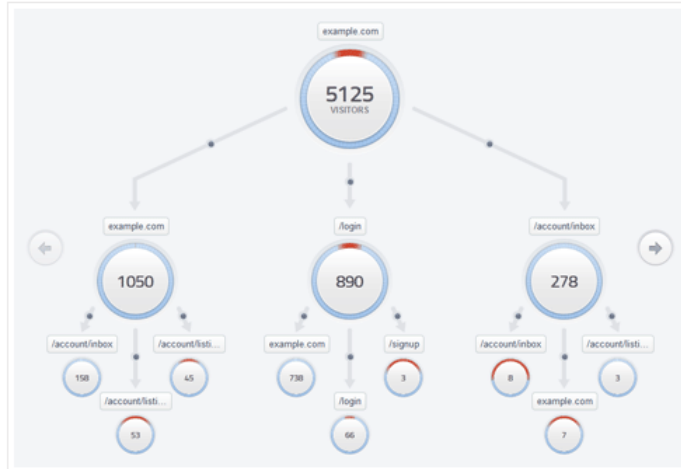 example.com
5125
VISITORS
example.com
/login
/account/inbox
1050
890
278
/account/inbox
/account/listi...
example.com
/signup
/account/inbox
/account/listi...
158
45
738
3
8
3
/account/listi...
/login
example.com
53
66
7